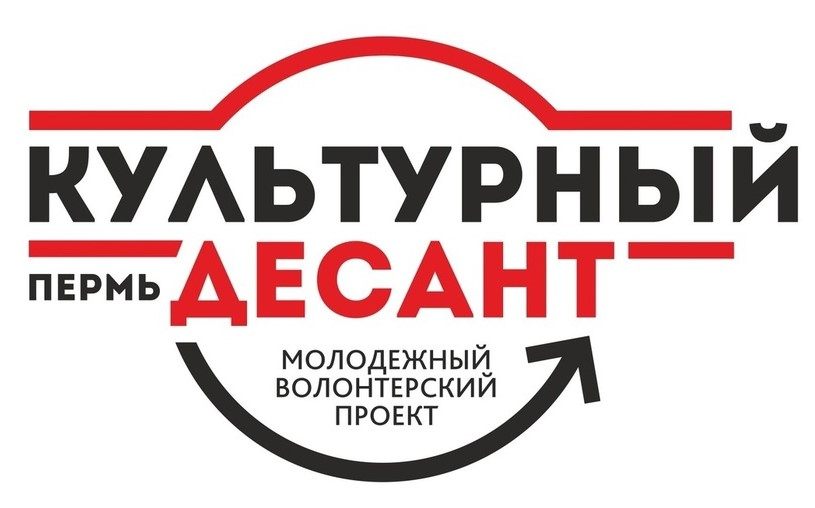 КУЛЬТУРНЫЙ
ПЕРМЬ ДЕСАНТ
МОЛОДЕЖНЫЙ
ВОЛОНТЕРСКИЙ
ПРОЕКТ